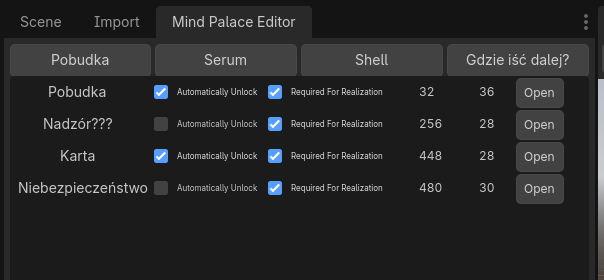 Scene Import Mind Palace Editor
Pobudka Serum Shell Gdzie iść dalej?
Pobudka Automatically Unlock Required For Realization 32 36 Open
Nadzór??? Automatically Unlock Required For Realization 256 28 Open
Karta Automatically Unlock Required For Realization 448 28 Open
Niebezpieczeństwo Automatically Unlock Required For Realization 480 30 Open